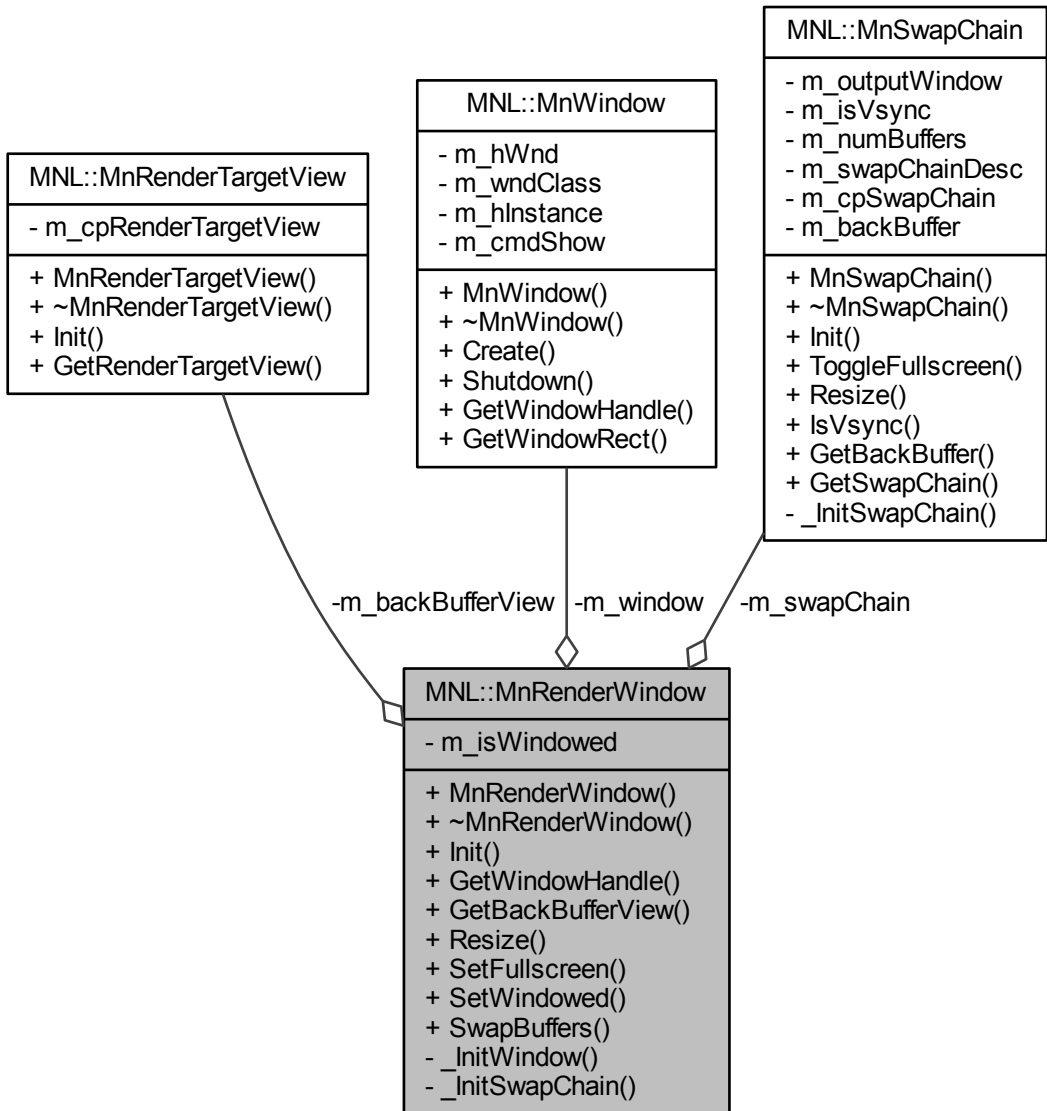 MNL::MnRenderTargetView
- m_cpRenderTargetView
+ MnRenderTargetView()
+ ~MnRenderTargetView()
+ Init()
+ GetRenderTargetView()
MNL::MnWindow
- m_hWnd
- m_wndClass
- m_hInstance
- m_cmdShow
+ MnWindow()
+ ~MnWindow()
+ Create()
+ Shutdown()
+ GetWindowHandle()
+ GetWindowRect()
MNL::MnSwapChain
- m_outputWindow
- m_isVsync
- m_numBuffers
- m_swapChainDesc
- m_cpSwapChain
- m_backBuffer
+ MnSwapChain()
+ ~MnSwapChain()
+ Init()
+ ToggleFullscreen()
+ Resize()
+ IsVsync()
+ GetBackBuffer()
+ GetSwapChain()
- _InitSwapChain()
-m_backBufferView
-m_window
-m_swapChain
MNL::MnRenderWindow
- m_isWindowed
+ MnRenderWindow()
+ ~MnRenderWindow()
+ Init()
+ GetWindowHandle()
+ GetBackBufferView()
+ Resize()
+ SetFullscreen()
+ SetWindowed()
+ SwapBuffers()
- _InitWindow()
- _InitSwapChain()